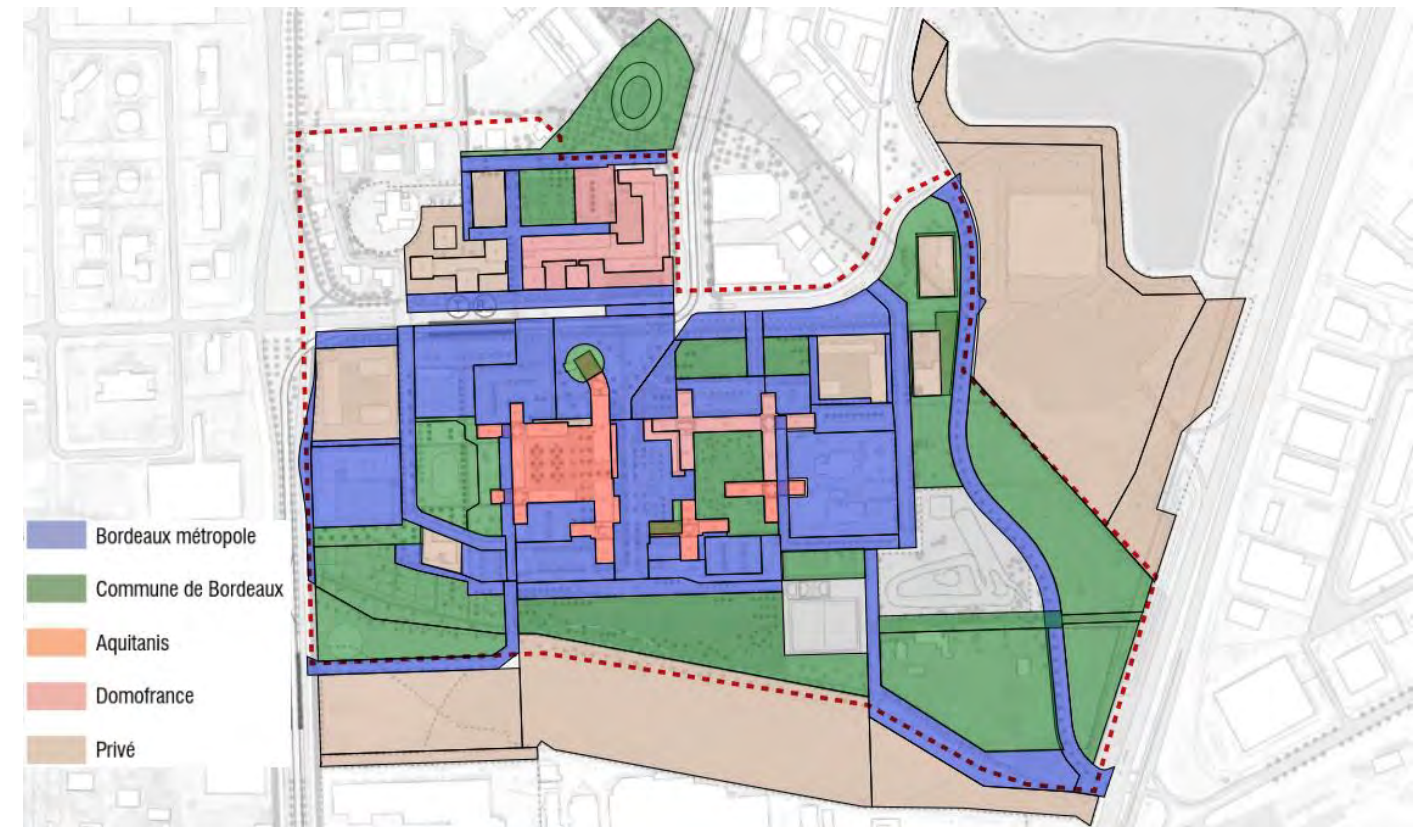 Bordeaux métropole
Commune de Bordeaux
Aquitanis
Domofrance
Privé